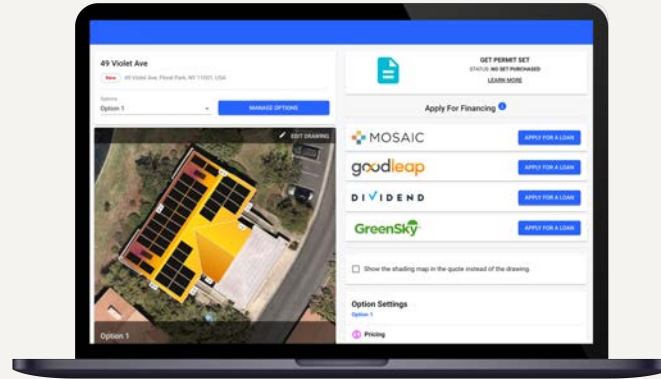 49 Violet Ave
New 49 Violet Ave, Floral Park, NY 11001, USA
Options
Option 1
MANAGE OPTIONS
EDIT DRAWING
Option 1
GET PERMIT SET
STATUS: NO SET PURCHASED
LEARN MORE
Apply For Financing
MOSAIC
APPLY FOR A LOAN
goodleap
APPLY FOR A LOAN
DIVIDEND
APPLY FOR A LOAN
GreenSky
APPLY FOR A LOAN
Show the shading map in the quote instead of the drawing
Option Settings
Option 1
Pricing